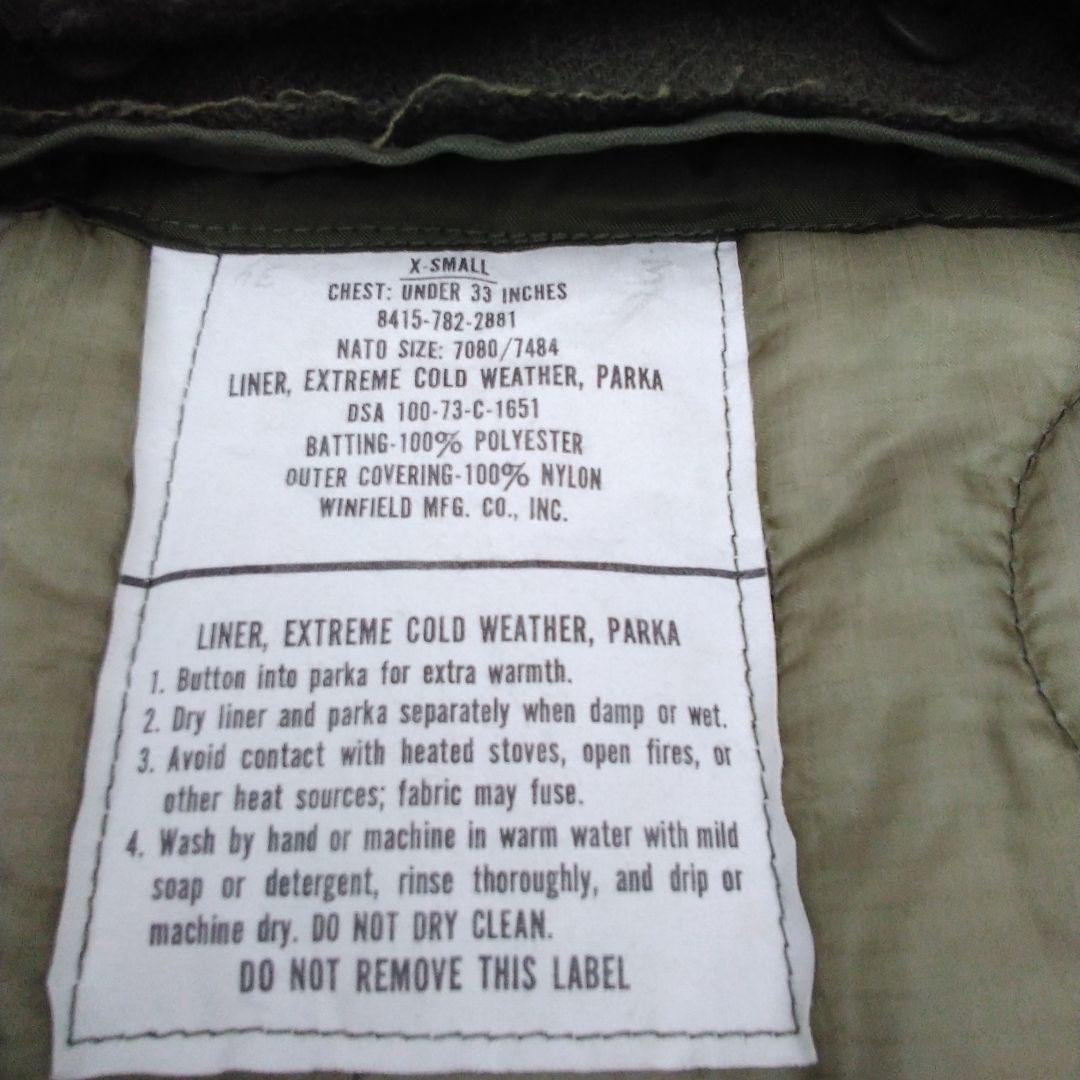 X-SMALL
CHEST: UNDER 33 INCHES
8415-782-2881
NATO SIZE: 7080/7484
LINER, EXTREME COLD WEATHER, PARKA
DSA 100-73-C-1651
BATTING-100% POLYESTER
OUTER COVERING-100% NYLON
WINFIELD MFG. CO., INC.
LINER, EXTREME COLD WEATHER, PARKA
1. Button into parka for extra warmth.
2. Dry liner and parka separately when damp or wet.
3. Avoid contact with heated stoves, open fires, or
other heat sources; fabric may fuse.
4. Wash by hand or machine in warm water with mild
soap or detergent, rinse thoroughly, and drip or
machine dry. DO NOT DRY CLEAN.
DO NOT REMOVE THIS LABEL